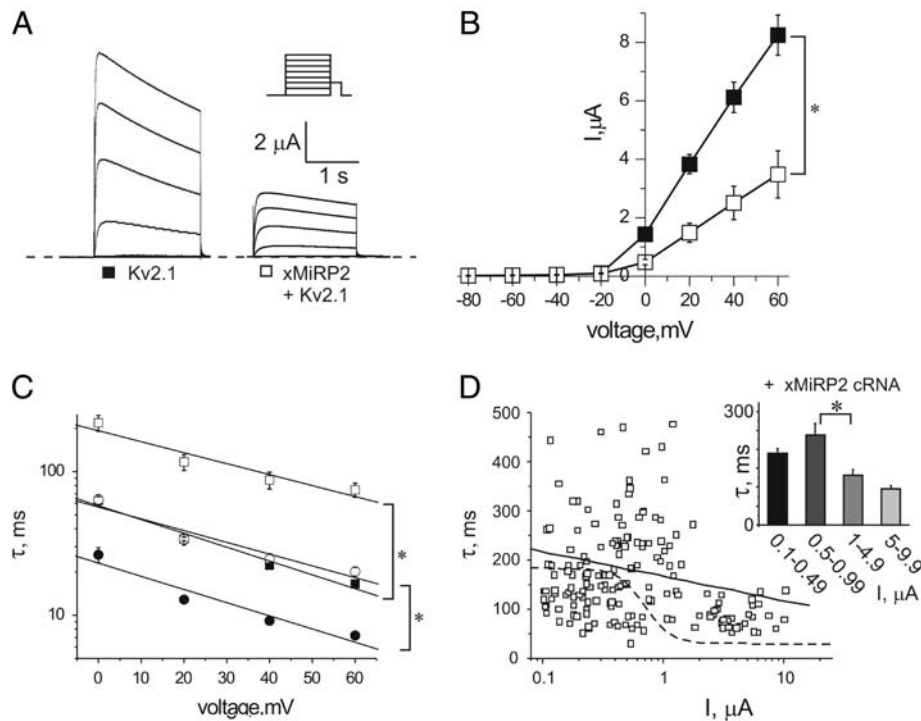 A
2 µA
1 s
■ Kv2.1
□ xMiRP2
+ Kv2.1
B
I,µA
8
6
4
2
0
*
-80 -60 -40 -20 0 20 40 60
voltage,mV
C
τ, ms
100
10
*
*
0 10 20 30 40 50 60
voltage.mV
D
τ, ms
500
400
300
200
100
0
0.1 1 10
I, µA
+ xMiRP2 cRNA
τ, ms
300
0
*
0.1-0.49
0.5-0.99
1-4.9
5-9.9
I, µA